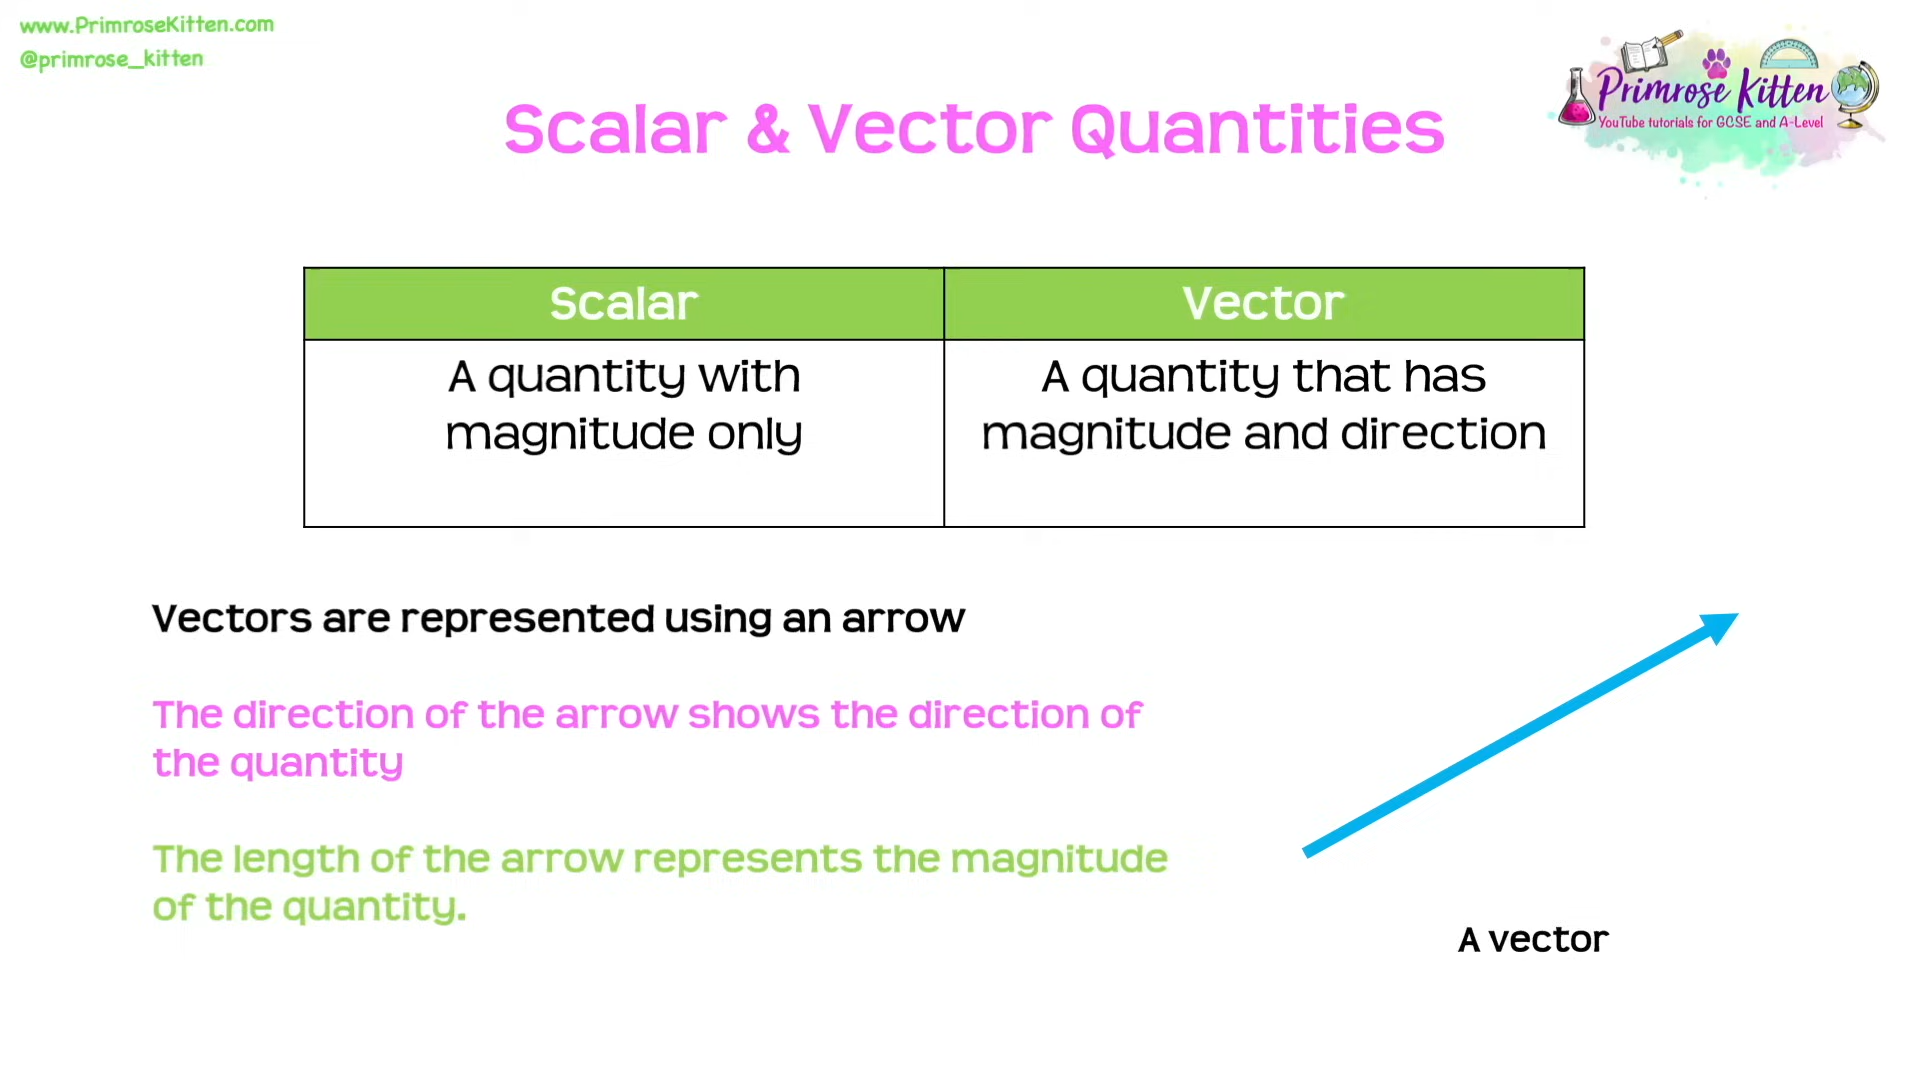 www.PrimroseKitten.com
@primrose_kitten
Primrose Kitten
YouTube tutorials for GCSE and A-Level
Scalar & Vector Quantities
Scalar
Vector
A quantity with
magnitude only
A quantity that has
magnitude and direction
Vectors are represented using an arrow
The direction of the arrow shows the direction of
the quantity
The length of the arrow represents the magnitude
of the quantity.
A vector